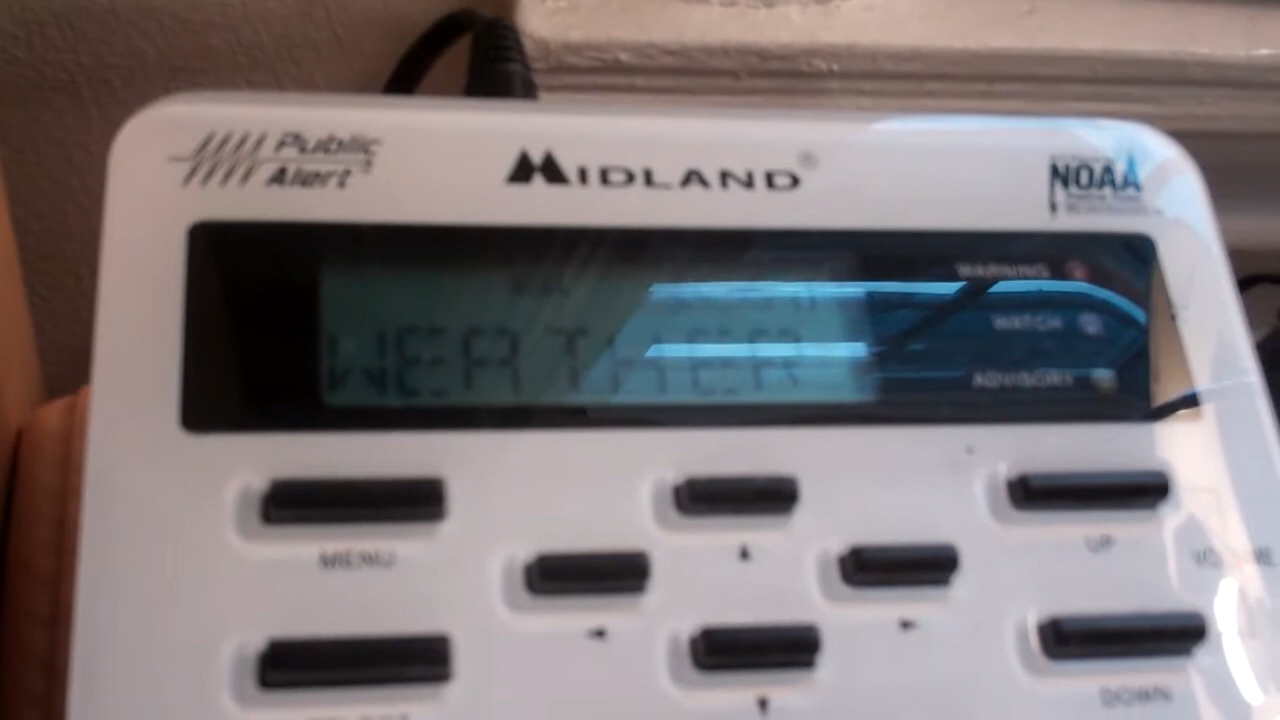 Public
Alert
MIDLAND®
NOAA
WARNING
WATCH
WEATHER
ADVISORY
MENU
UP
VOLUME
DOWN